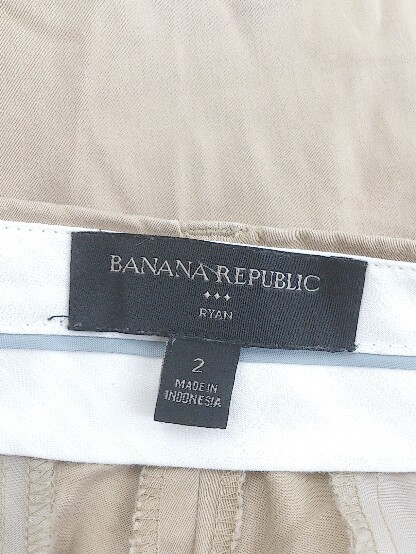 BANANA REPUBLIC
RYAN
2
MADE IN
INDONESIA